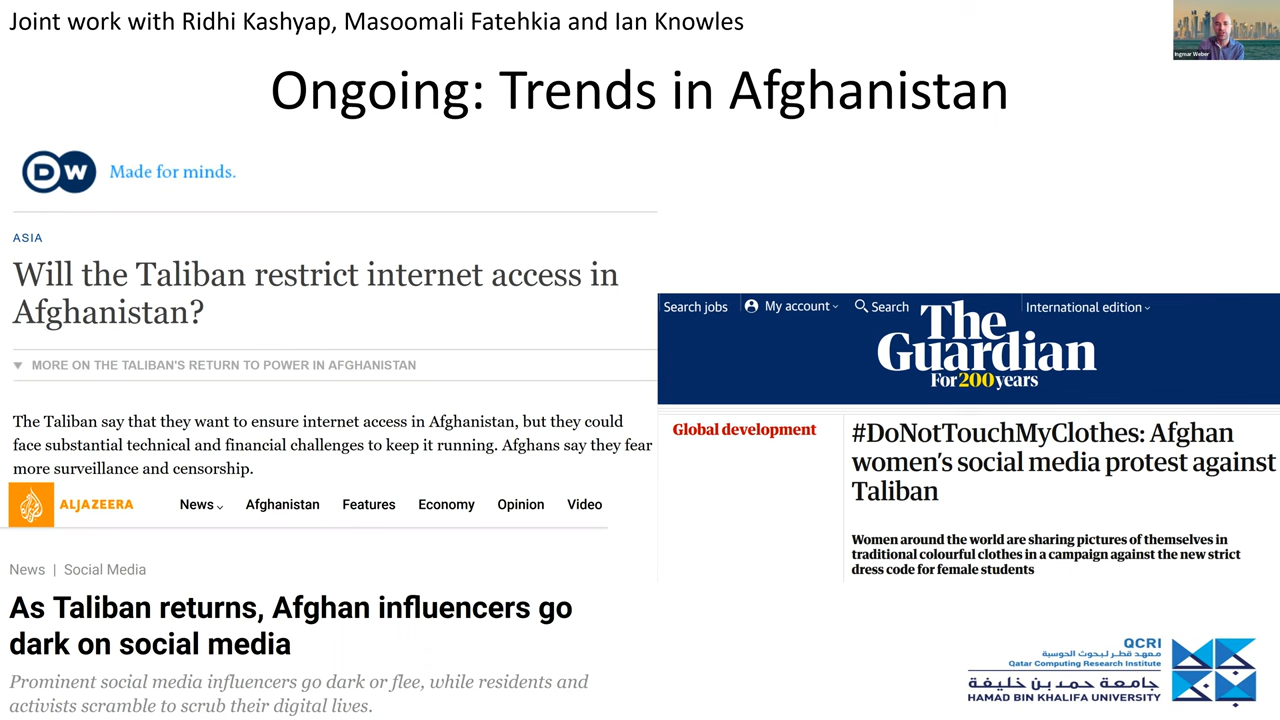 Joint work with Ridhi Kashyap, Masoomali Fatehkia and Ian Knowles
Ingmar Weber
Ongoing: Trends in Afghanistan
DW Made for minds.
ASIA
Will the Taliban restrict internet access in
Afghanistan?
▼ MORE ON THE TALIBAN'S RETURN TO POWER IN AFGHANISTAN
The Taliban say that they want to ensure internet access in Afghanistan, but they could
face substantial technical and financial challenges to keep it running. Afghans say they fear
more surveillance and censorship.
ALJAZEERA News Afghanistan Features Economy Opinion Video
News | Social Media
As Taliban returns, Afghan influencers go
dark on social media
Prominent social media influencers go dark or flee, while residents and
activists scramble to scrub their digital lives.
Search jobs My account Search International edition
The
Guardian
For 200 years
Global development
#DoNotTouchMyClothes: Afghan
women's social media protest against
Taliban
Women around the world are sharing pictures of themselves in
traditional colourful clothes in a campaign against the new strict
dress code for female students
QCRI
معهد قطر لبحوث الحوسبة
Qatar Computing Research Institute
جامعة حمد بن خليفة
HAMAD BIN KHALIFA UNIVERSITY